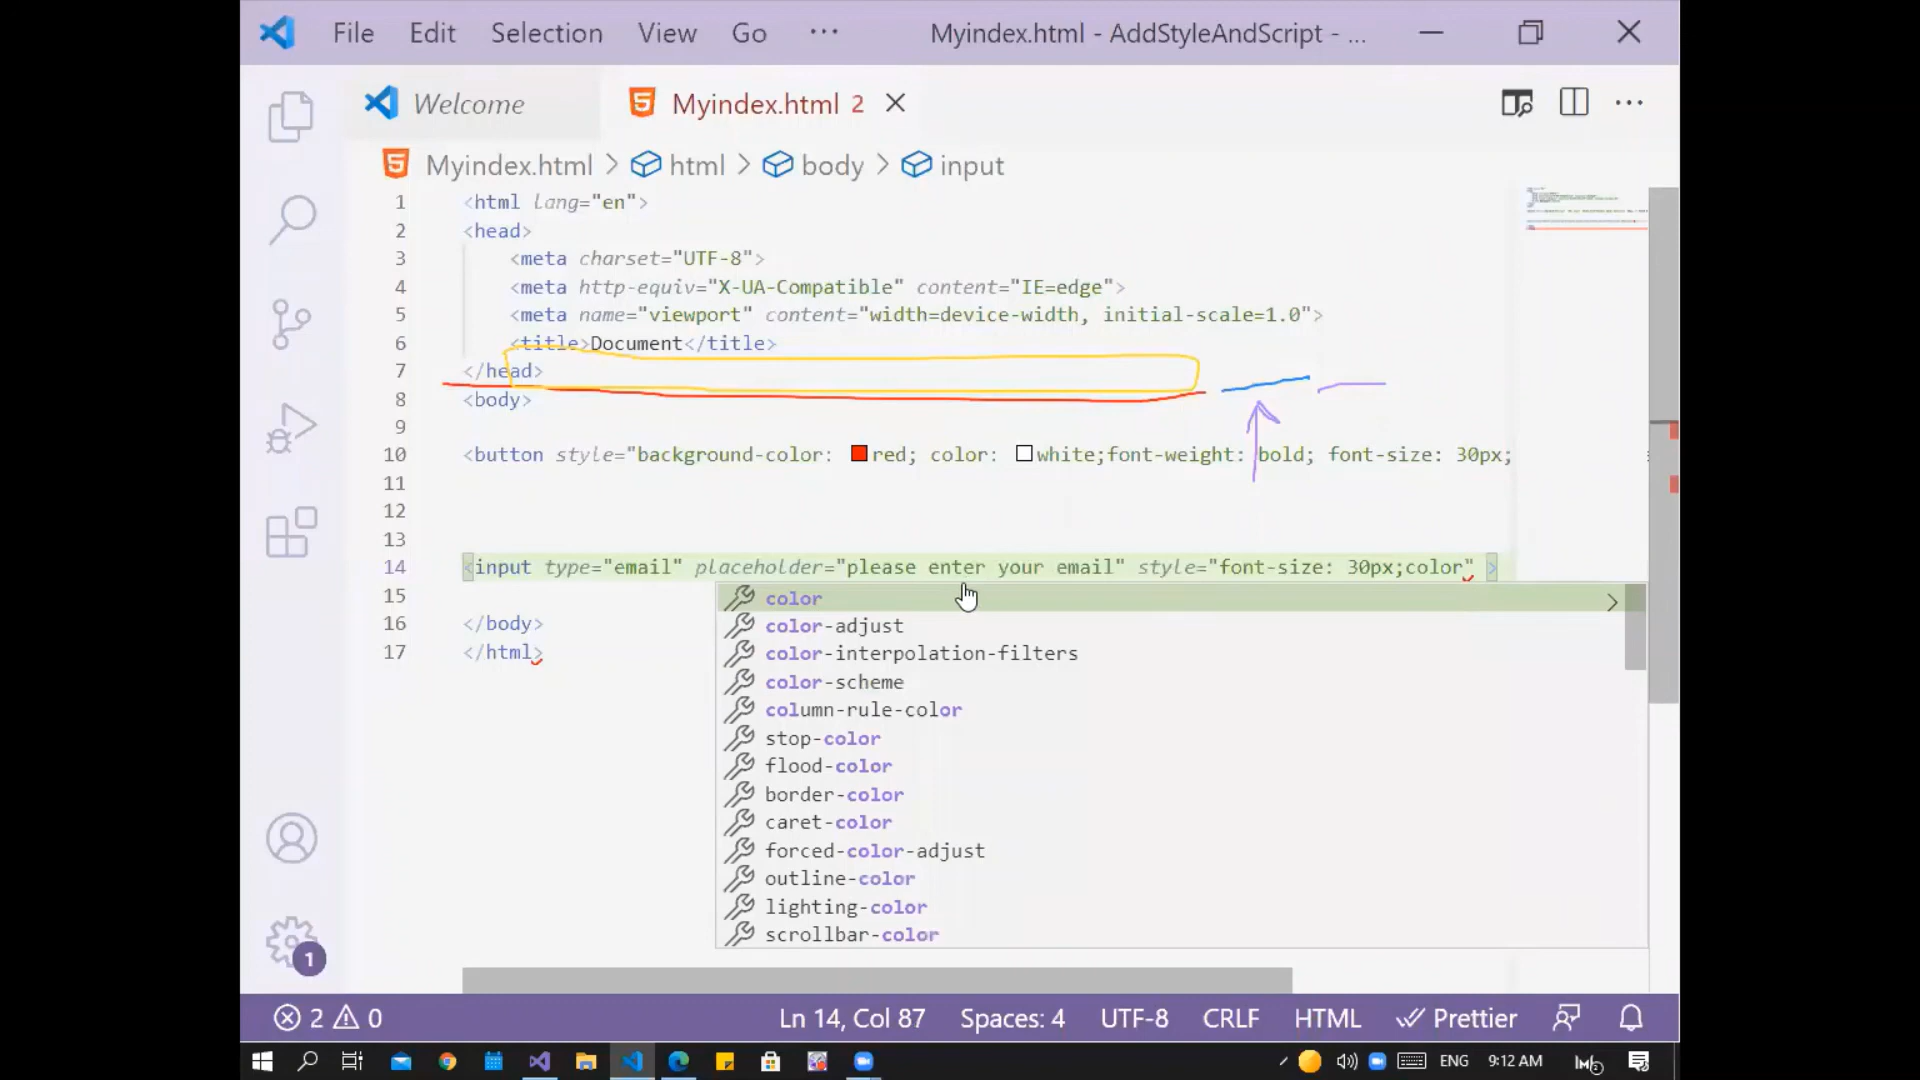 File Edit Selection View Go ··· Myindex.html - AddStyleAndScript - ...
Welcome Myindex.html 2
Myindex.html > html > body > input
1 <html lang="en">
2 <head>
3 <meta charset="UTF-8">
4 <meta http-equiv="X-UA-Compatible" content="IE=edge">
5 <meta name="viewport" content="width=device-width, initial-scale=1.0">
6 <title>Document</title>
7 </head>
8 <body>
9
10 <button style="background-color: red; color: white;font-weight: bold; font-size: 30px;
11
12
13
14 <input type="email" placeholder="please enter your email" style="font-size: 30px;color" >
15
16 </body>
17 </html>
color
color-adjust
color-interpolation-filters
color-scheme
column-rule-color
stop-color
flood-color
border-color
caret-color
forced-color-adjust
outline-color
lighting-color
scrollbar-color
1
2 0 Ln 14, Col 87 Spaces: 4 UTF-8 CRLF HTML Prettier
ENG 9:12 AM